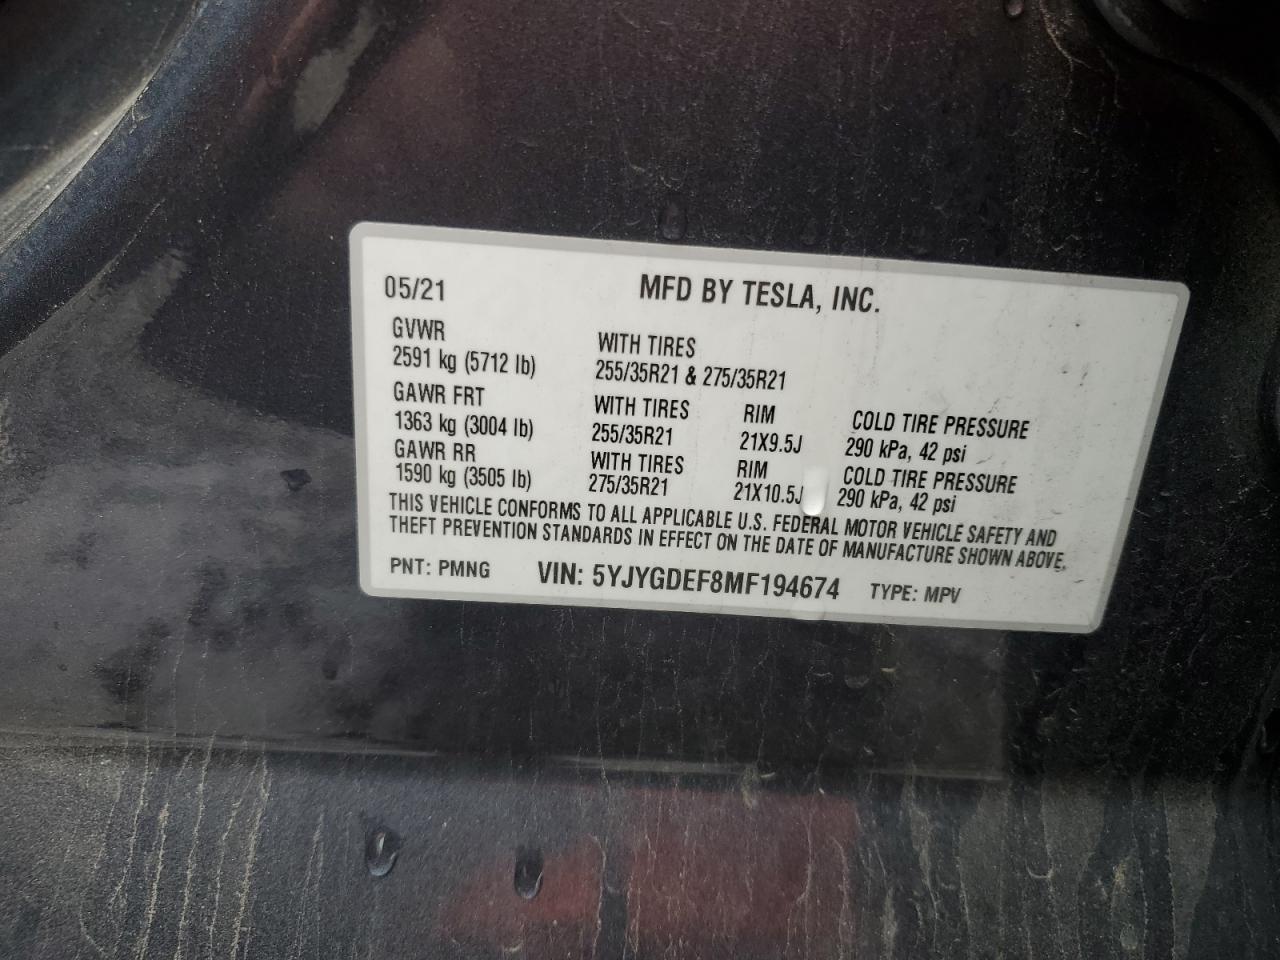 05/21 MFD BY TESLA, INC.
GVWR WITH TIRES
2591 kg (5712 lb) 255/35R21 & 275/35R21
GAWR FRT WITH TIRES RIM COLD TIRE PRESSURE
1363 kg (3004 lb) 255/35R21 21X9.5J 290 kPa, 42 psi
GAWR RR WITH TIRES RIM COLD TIRE PRESSURE
1590 kg (3505 lb) 275/35R21 21X10.5J 290 kPa, 42 psi
THIS VEHICLE CONFORMS TO ALL APPLICABLE U.S. FEDERAL MOTOR VEHICLE SAFETY AND
THEFT PREVENTION STANDARDS IN EFFECT ON THE DATE OF MANUFACTURE SHOWN ABOVE.
PNT: PMNG VIN: 5YJYGDEF8MF194674 TYPE: MPV